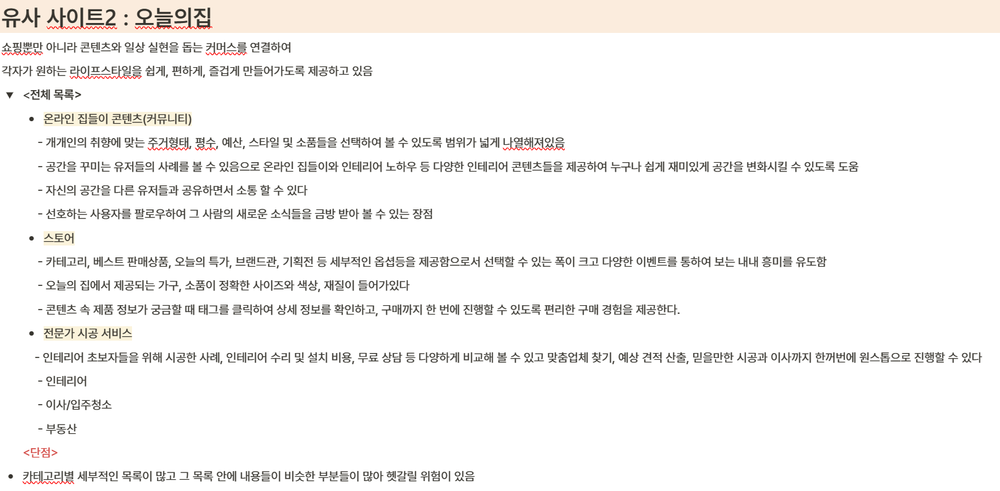 유사 사이트2 : 오늘의집
쇼핑뿐만 아니라 콘텐츠와 일상 실현을 돕는 커머스를 연결하여
각자가 원하는 라이프스타일을 쉽게, 편하게, 즐겁게 만들어가도록 제공하고 있음
▼ <전체 목록>
• 온라인 집들이 콘텐츠(커뮤니티)
- 개개인의 취향에 맞는 주거형태, 평수, 예산, 스타일 및 소품들을 선택하여 볼 수 있도록 범위가 넓게 나열해져있음
- 공간을 꾸미는 유저들의 사례를 볼 수 있음으로 온라인 집들이와 인테리어 노하우 등 다양한 인테리어 콘텐츠들을 제공하여 누구나 쉽게 재미있게 공간을 변화시킬 수 있도록 도움
- 자신의 공간을 다른 유저들과 공유하면서 소통 할 수 있다
- 선호하는 사용자를 팔로우하여 그 사람의 새로운 소식들을 금방 받아 볼 수 있는 장점
• 스토어
- 카테고리, 베스트 판매상품, 오늘의 특가, 브랜드관, 기획전 등 세부적인 옵셥등을 제공함으로서 선택할 수 있는 폭이 크고 다양한 이벤트를 통하여 보는 내내 흥미를 유도함
- 오늘의 집에서 제공되는 가구, 소품이 정확한 사이즈와 색상, 재질이 들어가있다
- 콘텐츠 속 제품 정보가 궁금할 때 태그를 클릭하여 상세 정보를 확인하고, 구매까지 한 번에 진행할 수 있도록 편리한 구매 경험을 제공한다.
• 전문가 시공 서비스
- 인테리어 초보자들을 위해 시공한 사례, 인테리어 수리 및 설치 비용, 무료 상담 등 다양하게 비교해 볼 수 있고 맞춤업체 찾기, 예상 견적 산출, 믿을만한 시공과 이사까지 한꺼번에 원스톱으로 진행할 수 있다
- 인테리어
- 이사/입주청소
- 부동산
<단점>
• 카테고리별 세부적인 목록이 많고 그 목록 안에 내용들이 비슷한 부분들이 많아 헷갈릴 위험이 있음